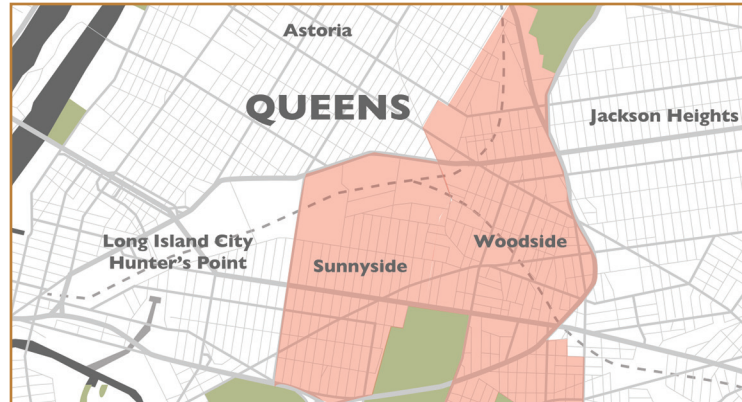 Astoria
QUEENS
Jackson Heights
Long Island City
Hunter's Point
Sunnyside
Woodside